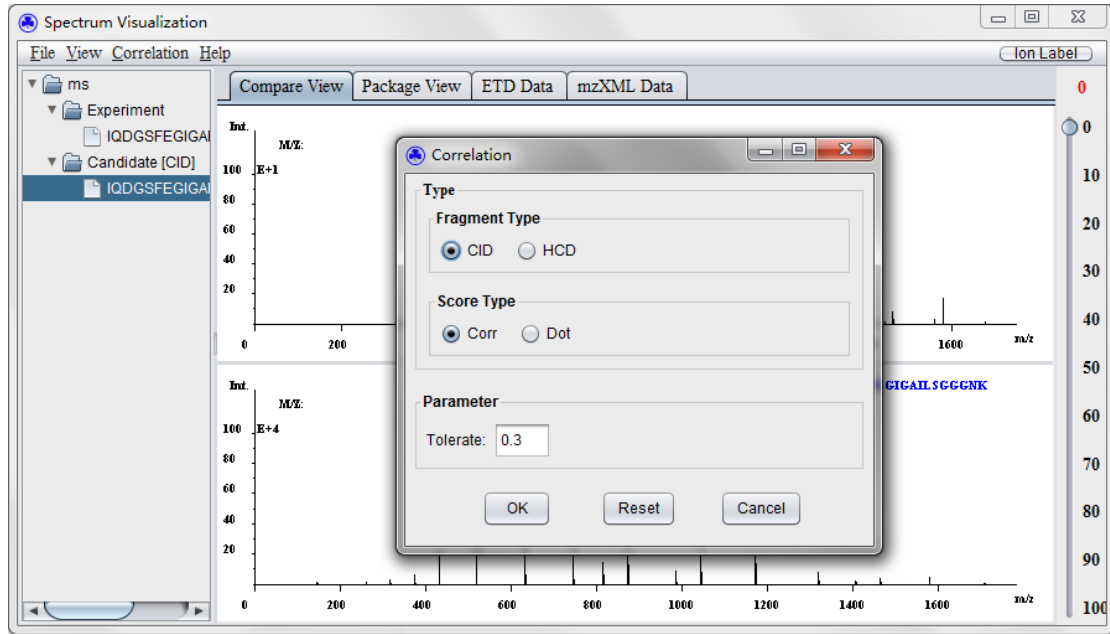 Spectrum Visualization
File View Correlation Help
Ion Label
ms
Experiment
IQDGSFEGIGAI
Candidate [CID]
IQDGSFEGIGAI
Compare View Package View ETD Data mzXML Data
Int.
M/Z:
100 E+1
80
60
40
20
0 200 1600 m/z
Int.
M/Z:
GIGAILSGGGNK
100 E+4
80
60
40
20
0 200 400 600 800 1000 1200 1400 1600 m/z
Correlation
Type
Fragment Type
CID HCD
Score Type
Corr Dot
Parameter
Tolerate: 0.3
OK Reset Cancel
0
0
10
20
30
40
50
60
70
80
90
100